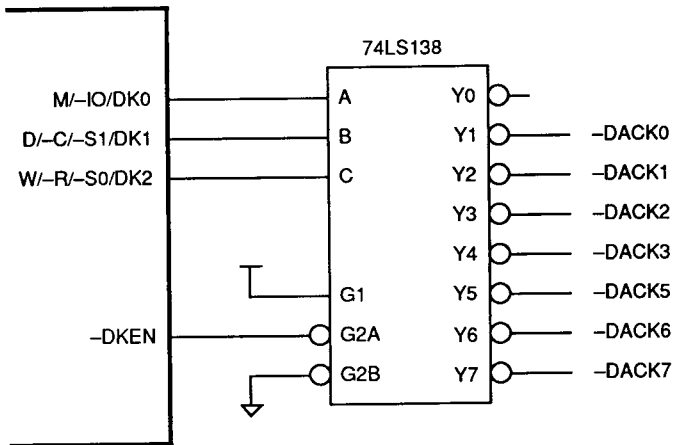 74LS138
M/–IO/DK0
A
Y0
D/–C/–S1/DK1
B
Y1
–DACK0
W/–R/–S0/DK2
C
Y2
–DACK1
Y3
–DACK2
Y4
–DACK3
G1
Y5
–DACK5
–DKEN
G2A
Y6
–DACK6
G2B
Y7
–DACK7